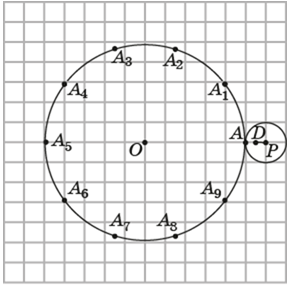 A₃ A₂
A₄ A₁
A₅ O A D P
A₆ A₉
A₇ A₈